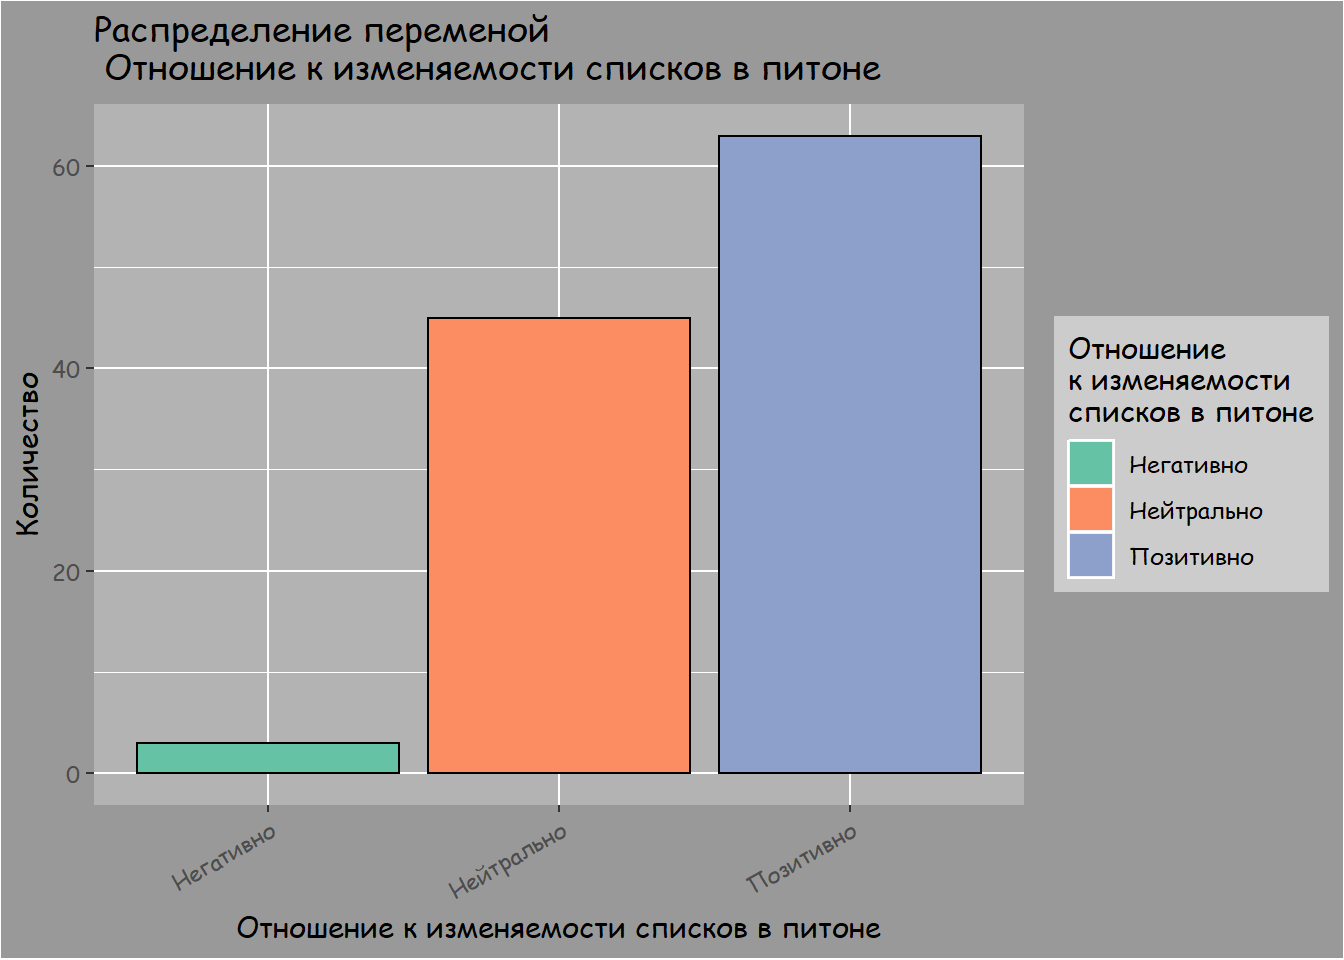 Распределение переменой
Отношение к изменяемости списков в питоне
60
40
20
0
Количество
Негативно
Нейтрально
Позитивно
Отношение к изменяемости списков в питоне
Отношение
к изменяемости
списков в питоне
Негативно
Нейтрально
Позитивно